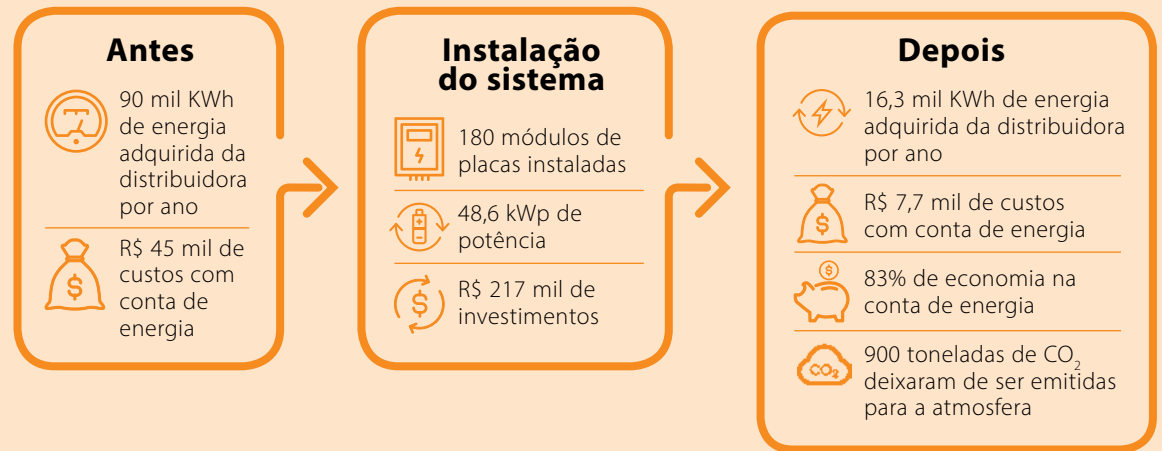 Antes
90 mil KWh
de energia
adquirida da
distribuidora
por ano
$
R$ 45 mil de
custos com
conta de
energia
Instalação
do sistema
180 módulos de
placas instaladas
48,6 kWp de
potência
$
R$ 217 mil de
investimentos
Depois
16,3 mil KWh de energia
adquirida da distribuidora
por ano
$
R$ 7,7 mil de custos
com conta de energia
$
83% de economia na
conta de energia
CO₂
900 toneladas de CO₂
deixaram de ser emitidas
para a atmosfera